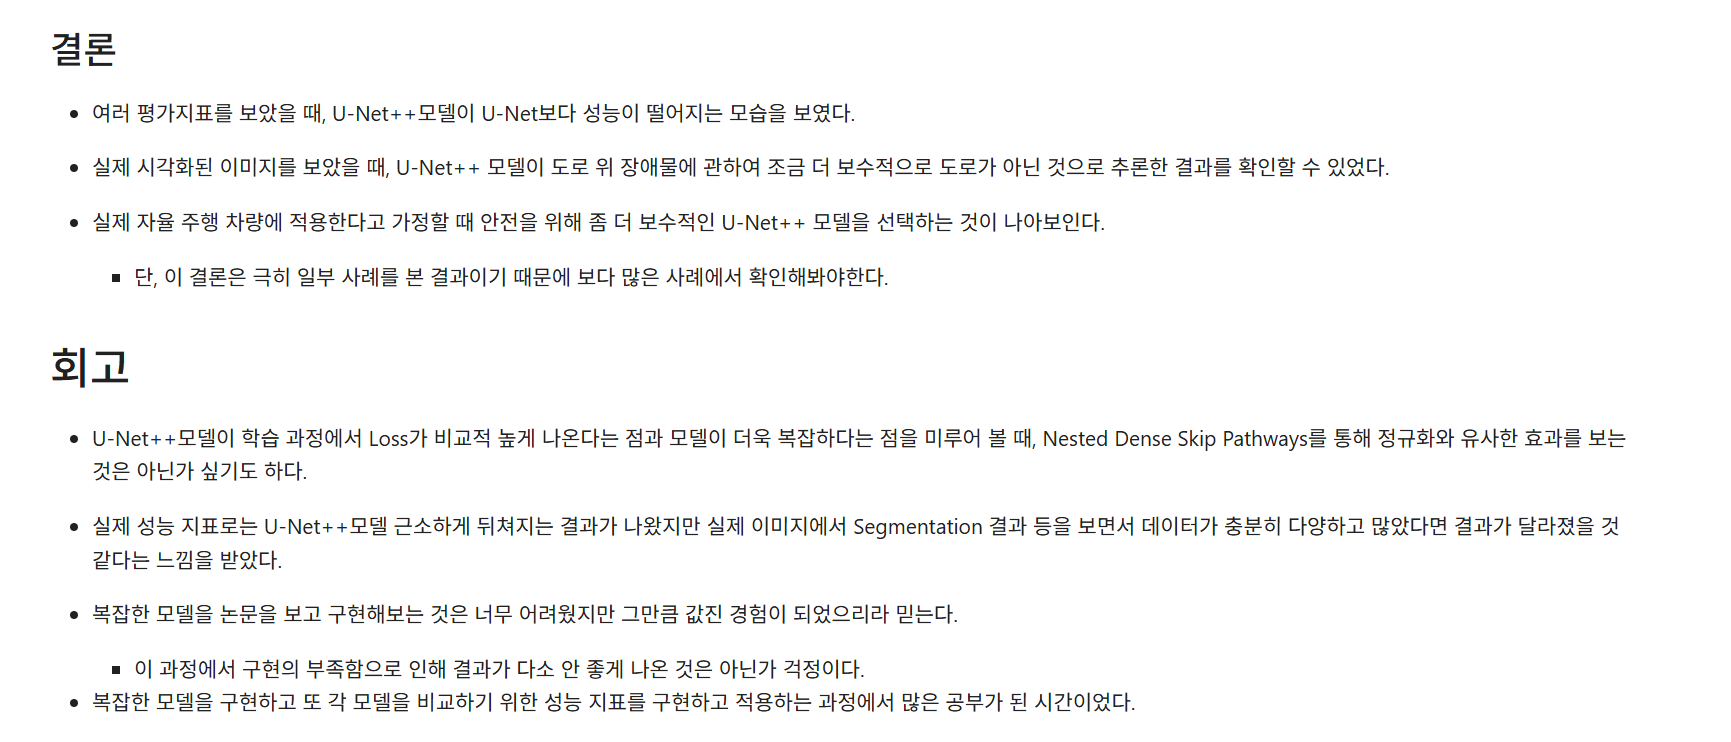 결론
여러 평가지표를 보았을 때, U-Net++모델이 U-Net보다 성능이 떨어지는 모습을 보였다.
실제 시각화된 이미지를 보았을 때, U-Net++ 모델이 도로 위 장애물에 관하여 조금 더 보수적으로 도로가 아닌 것으로 추론한 결과를 확인할 수 있었다.
실제 자율 주행 차량에 적용한다고 가정할 때 안전을 위해 좀 더 보수적인 U-Net++ 모델을 선택하는 것이 나아보인다.
단, 이 결론은 극히 일부 사례를 본 결과이기 때문에 보다 많은 사례에서 확인해봐야한다.
회고
U-Net++모델이 학습 과정에서 Loss가 비교적 높게 나온다는 점과 모델이 더욱 복잡하다는 점을 미루어 볼 때, Nested Dense Skip Pathways를 통해 정규화와 유사한 효과를 보는
것은 아닌가 싶기도 하다.
실제 성능 지표로는 U-Net++모델 근소하게 뒤쳐지는 결과가 나왔지만 실제 이미지에서 Segmentation 결과 등을 보면서 데이터가 충분히 다양하고 많았다면 결과가 달라졌을 것
같다는 느낌을 받았다.
복잡한 모델을 논문을 보고 구현해보는 것은 너무 어려웠지만 그만큼 값진 경험이 되었으리라 믿는다.
이 과정에서 구현의 부족함으로 인해 결과가 다소 안 좋게 나온 것은 아닌가 걱정이다.
복잡한 모델을 구현하고 또 각 모델을 비교하기 위한 성능 지표를 구현하고 적용하는 과정에서 많은 공부가 된 시간이었다.